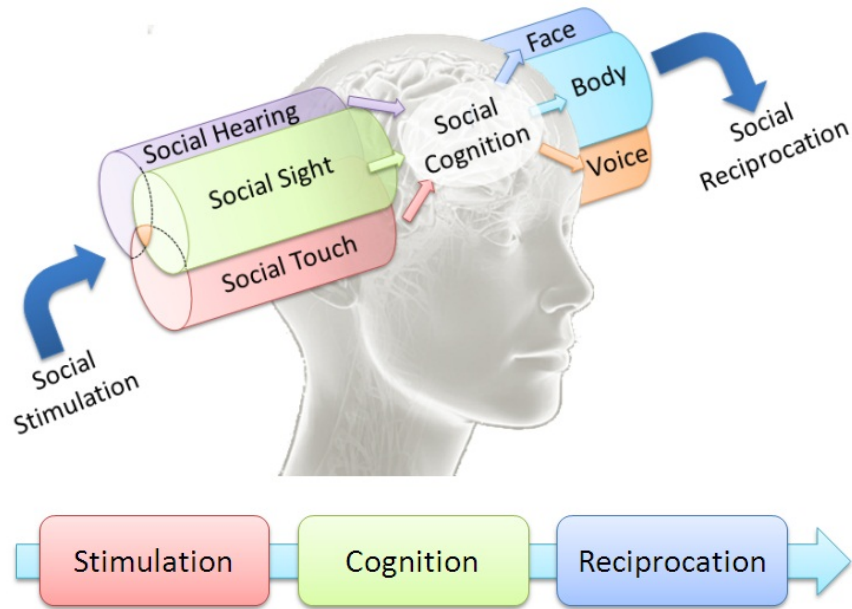 Social Hearing
Social Sight
Social Touch
Social
Stimulation
Social
Cognition
Face
Body
Voice
Social
Reciprocation
Stimulation
Cognition
Reciprocation